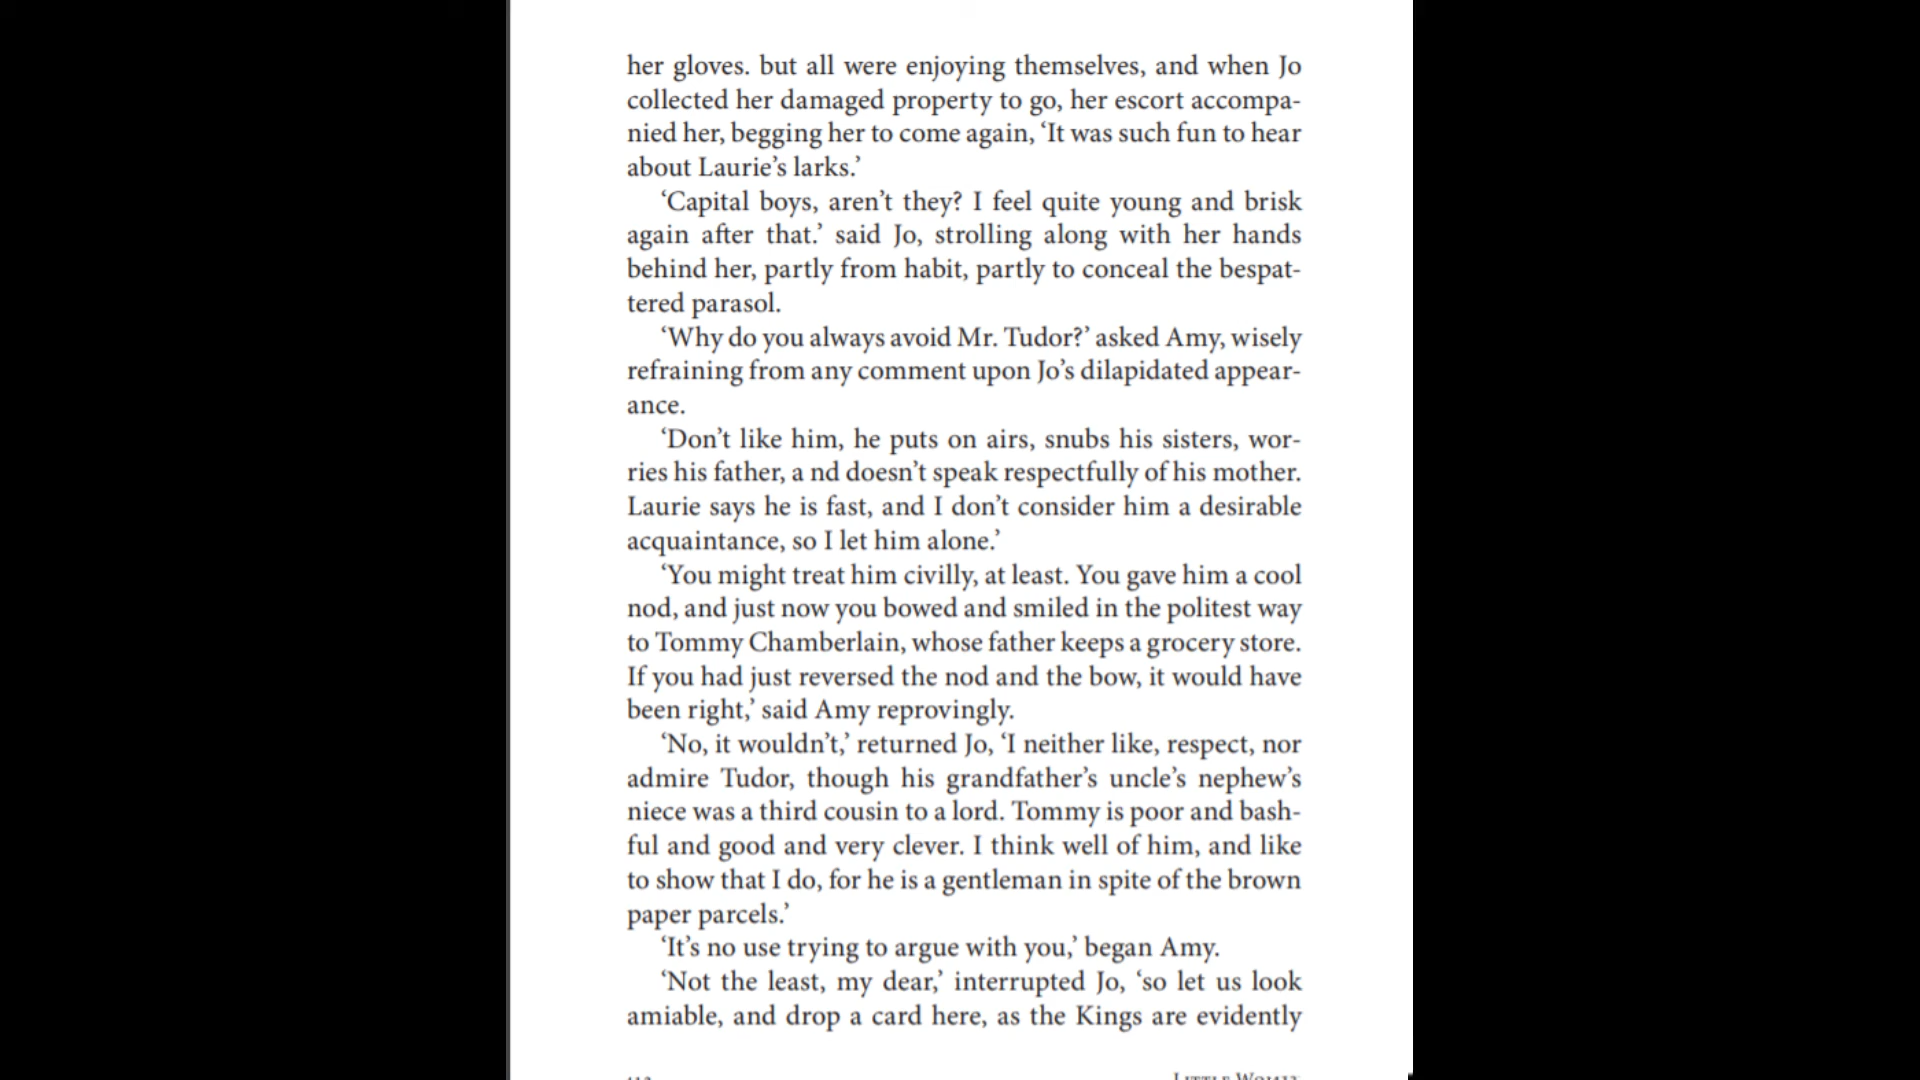 her gloves. but all were enjoying themselves, and when Jo
collected her damaged property to go, her escort accompa-
nied her, begging her to come again, ‘It was such fun to hear
about Laurie’s larks.’
‘Capital boys, aren’t they? I feel quite young and brisk
again after that.’ said Jo, strolling along with her hands
behind her, partly from habit, partly to conceal the bespat-
tered parasol.
‘Why do you always avoid Mr. Tudor?’ asked Amy, wisely
refraining from any comment upon Jo’s dilapidated appear-
ance.
‘Don’t like him, he puts on airs, snubs his sisters, wor-
ries his father, a nd doesn’t speak respectfully of his mother.
Laurie says he is fast, and I don’t consider him a desirable
acquaintance, so I let him alone.’
‘You might treat him civilly, at least. You gave him a cool
nod, and just now you bowed and smiled in the politest way
to Tommy Chamberlain, whose father keeps a grocery store.
If you had just reversed the nod and the bow, it would have
been right,’ said Amy reprovingly.
‘No, it wouldn’t,’ returned Jo, ‘I neither like, respect, nor
admire Tudor, though his grandfather’s uncle’s nephew’s
niece was a third cousin to a lord. Tommy is poor and bash-
ful and good and very clever. I think well of him, and like
to show that I do, for he is a gentleman in spite of the brown
paper parcels.’
‘It’s no use trying to argue with you,’ began Amy.
‘Not the least, my dear,’ interrupted Jo, ‘so let us look
amiable, and drop a card here, as the Kings are evidently